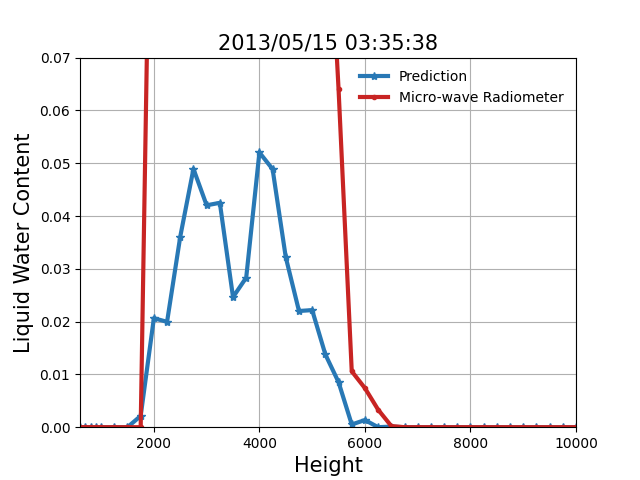 2013/05/15 03:35:38
0.07
0.06
0.05
0.04
0.03
0.02
0.01
0.00
Liquid Water Content
Prediction
Micro-wave Radiometer
2000 4000 6000 8000 10000
Height